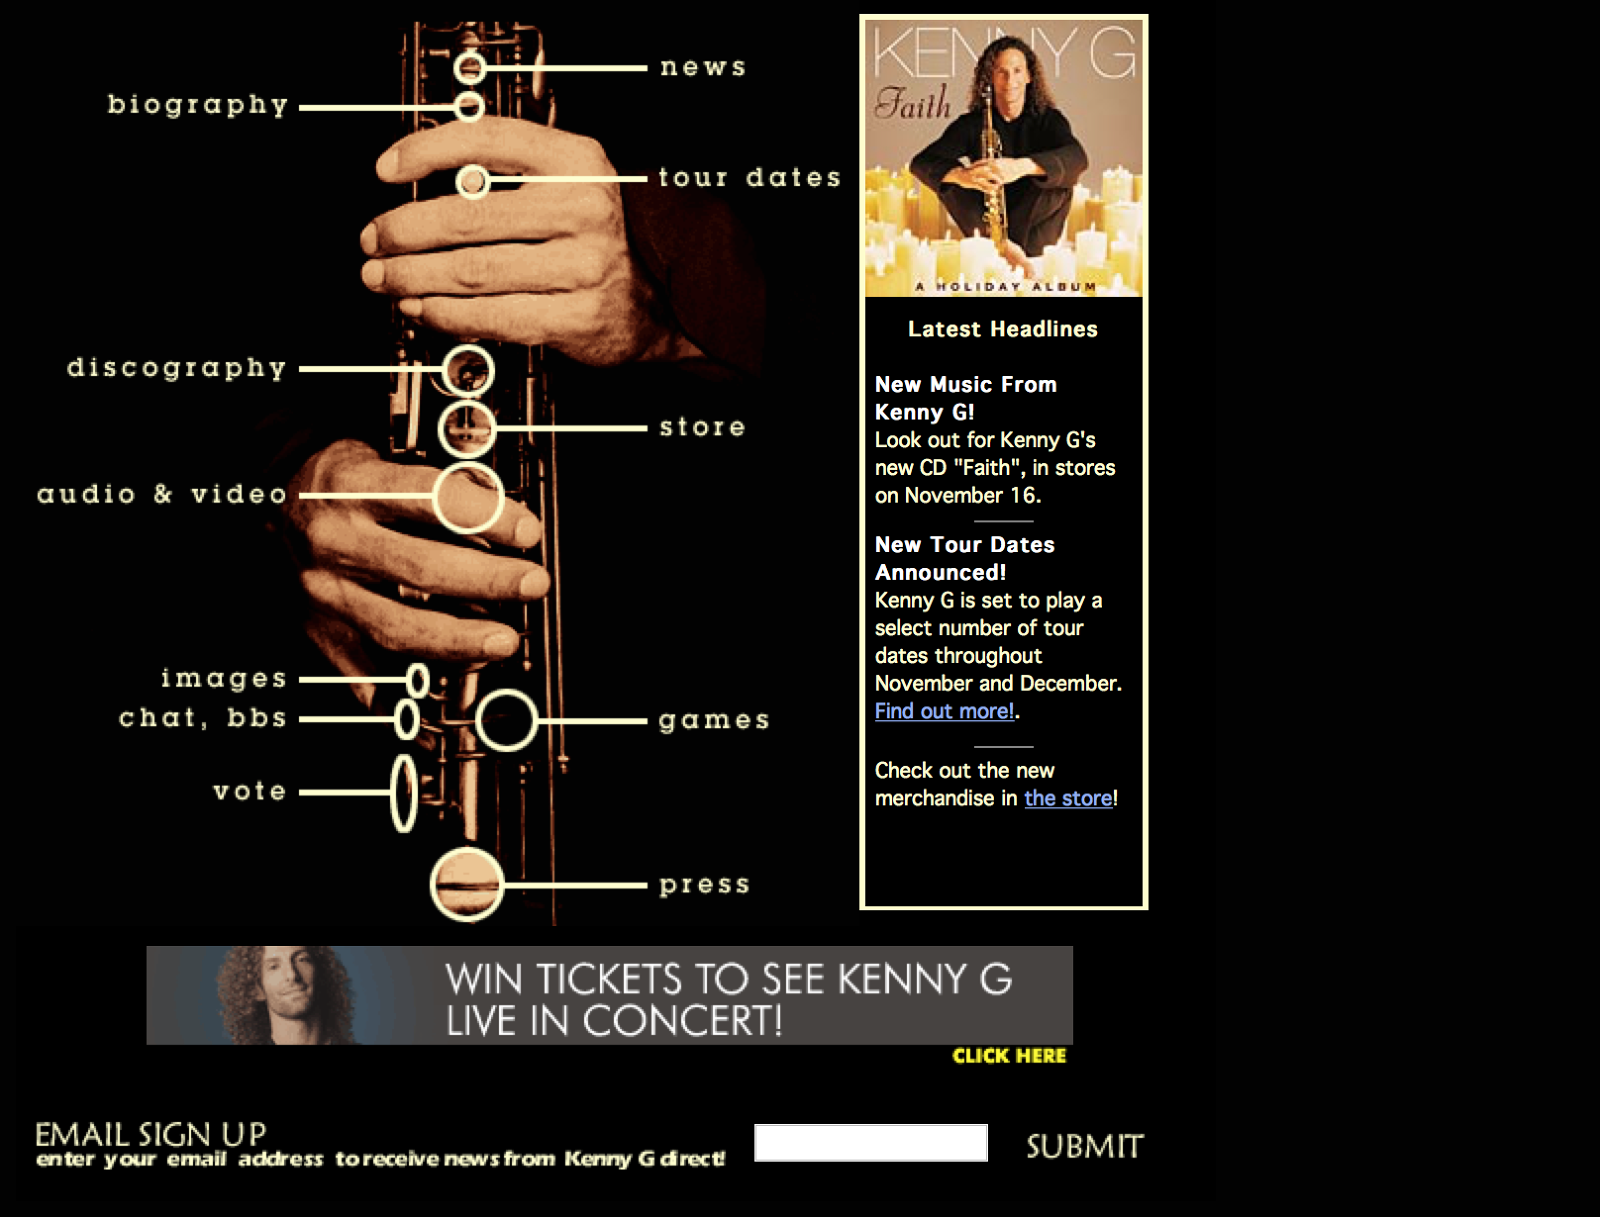 news
biography
tour dates
discography
store
audio & video
images
chat, bbs
games
vote
press
KENNY G
Faith
A HOLIDAY ALBUM
Latest Headlines
New Music From
Kenny G!
Look out for Kenny G's
new CD "Faith", in stores
on November 16.
New Tour Dates
Announced!
Kenny G is set to play a
select number of tour
dates throughout
November and December.
Find out more!.
Check out the new
merchandise in the store!
WIN TICKETS TO SEE KENNY G
LIVE IN CONCERT!
CLICK HERE
EMAIL SIGN UP
enter your email address to receive news from Kenny G direct!
SUBMIT